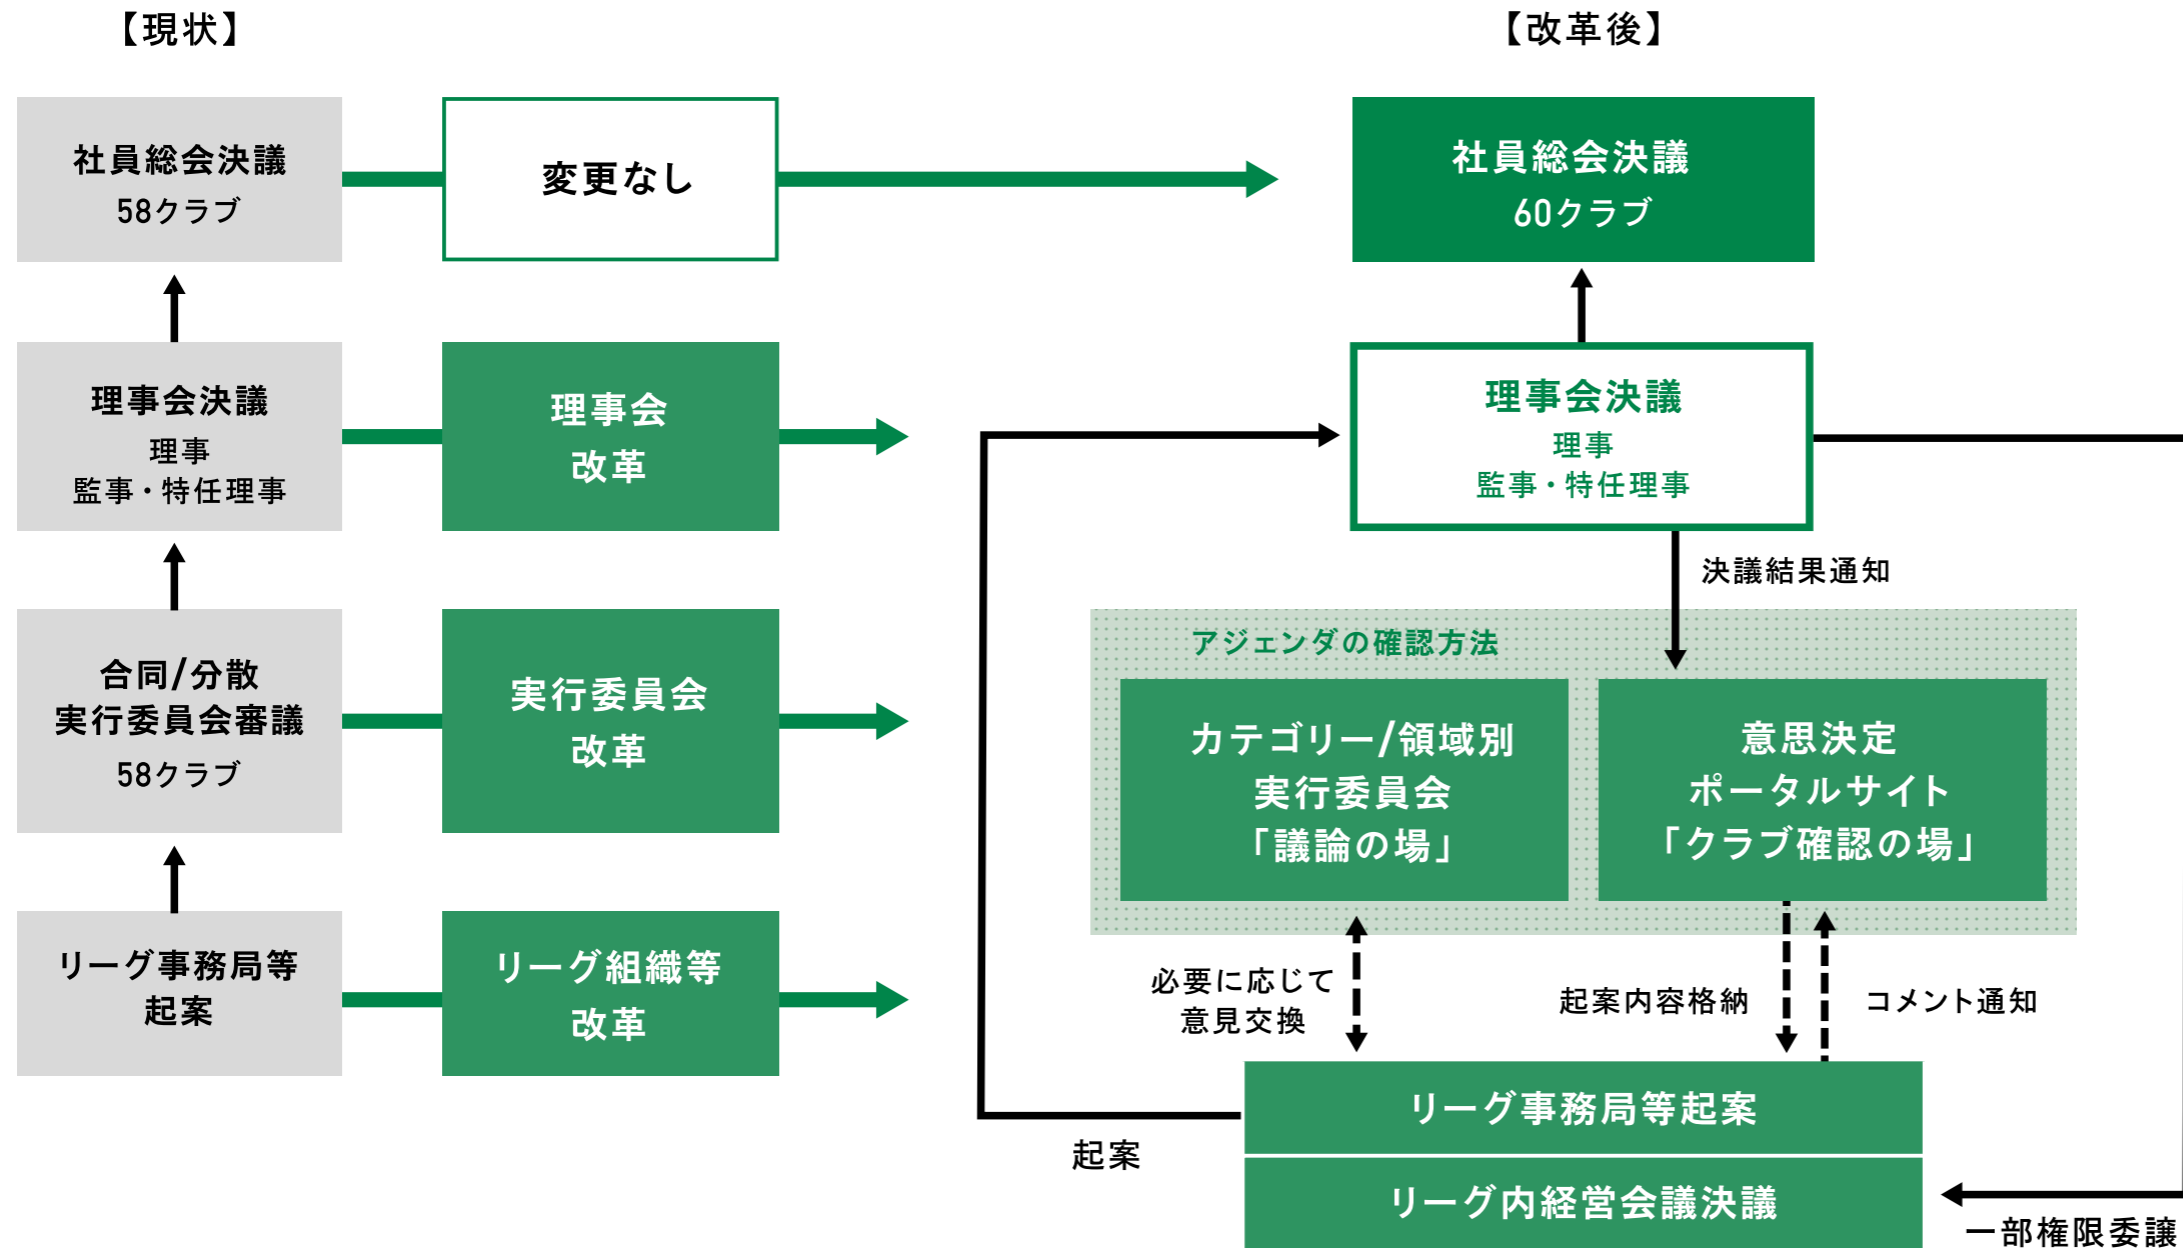 【現状】
社員総会決議
58クラブ
変更なし
理事会決議
理事
監事・特任理事
理事会
改革
合同/分散
実行委員会審議
58クラブ
実行委員会
改革
リーグ事務局等
起案
リーグ組織等
改革
【改革後】
社員総会決議
60クラブ
理事会決議
理事
監事・特任理事
決議結果通知
アジェンダの確認方法
カテゴリー/領域別
実行委員会
「議論の場」
意思決定
ポータルサイト
「クラブ確認の場」
必要に応じて
意見交換
起案内容格納
コメント通知
リーグ事務局等起案
リーグ内経営会議決議
起案
一部権限委譲